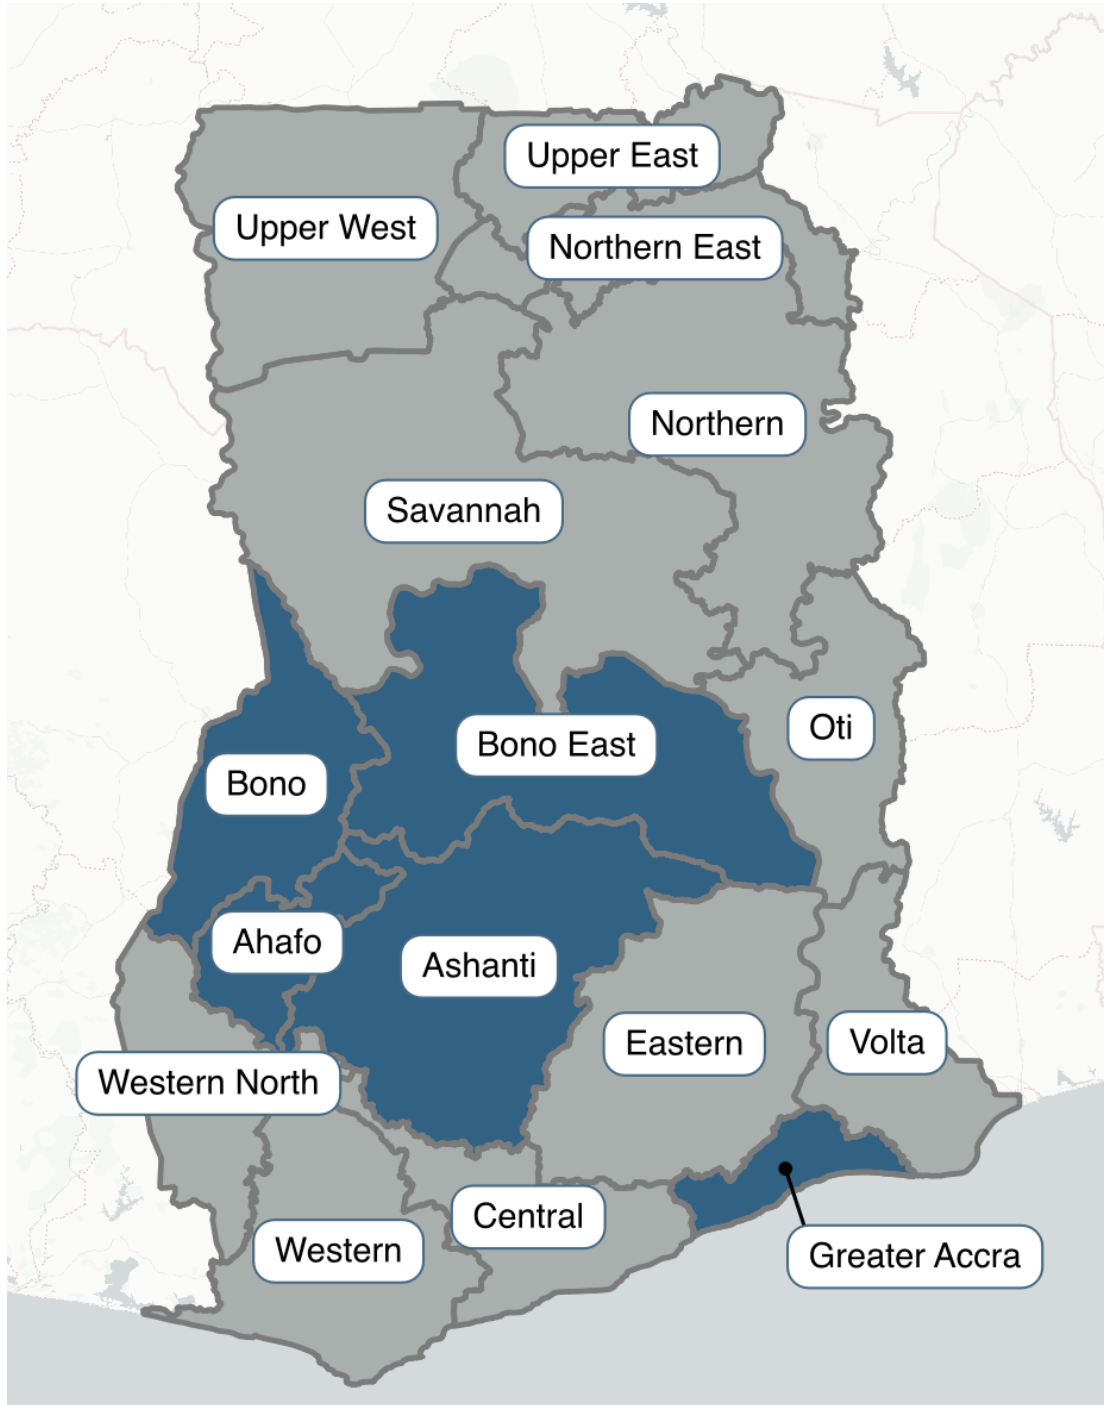 Upper East
Upper West
Northern East
Northern
Savannah
Oti
Bono East
Bono
Ahafo
Ashanti
Eastern
Volta
Western North
Central
Western
Greater Accra